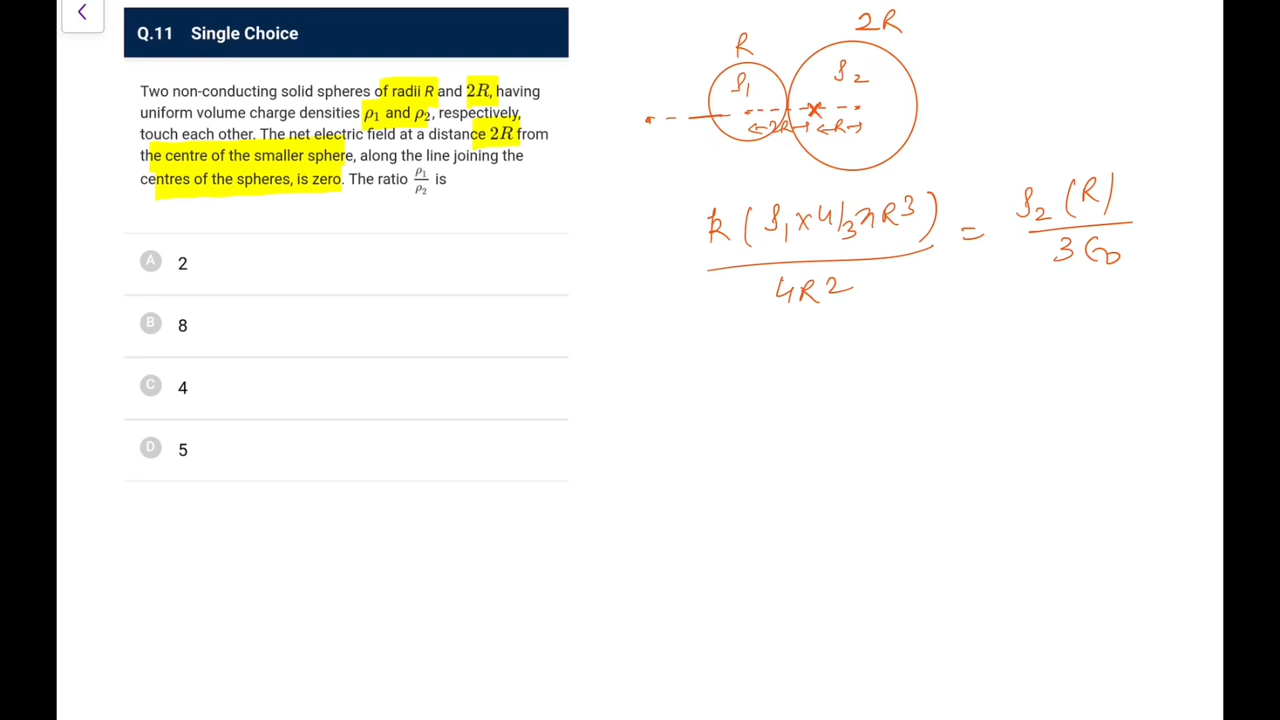 Q.11 Single Choice
Two non-conducting solid spheres of radii R and 2R, having
uniform volume charge densities ρ₁ and ρ₂, respectively,
touch each other. The net electric field at a distance 2R from
the centre of the smaller sphere, along the line joining the
centres of the spheres, is zero. The ratio ρ₁/ρ₂ is
A 2
B 8
C 4
D 5
2R
R
ρ₁ ρ₂
2R R
k(ρ₁×4/3πR³)/4R² = ρ₂(R)/3ε₀